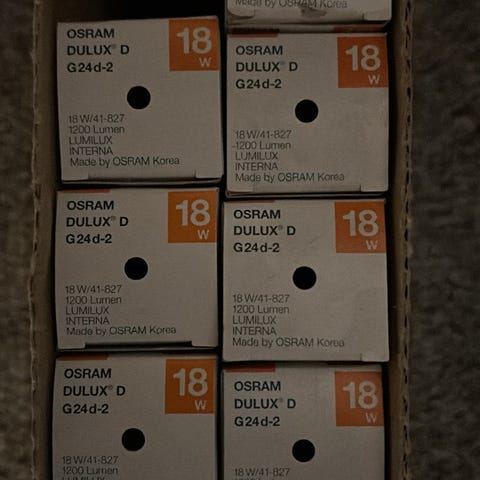 Made by OSRAM Korea
OSRAM
DULUX® D
G24d-2
18
W
18 W/41-827
1200 Lumen
LUMILUX
INTERNA
Made by OSRAM Korea
OSRAM
DULUX® D
G24d-2
18
W
18 W/41-827
1200 Lumen
LUMILUX
INTERNA
Made by OSRAM Korea
OSRAM
DULUX® D
G24d-2
18
W
18 W/41-827
1200 Lumen
LUMILUX
INTERNA
Made by OSRAM Korea
OSRAM
DULUX® D
G24d-2
18
W
18 W/41-827
1200 Lumen
LUMILUX
INTERNA
Made by OSRAM Korea
OSRAM
DULUX® D
G24d-2
18
W
18 W/41-827
1200 Lumen
LUMILUX
OSRAM
DULUX® D
G24d-2
18
W
18 W/41-827
1200 Lumen